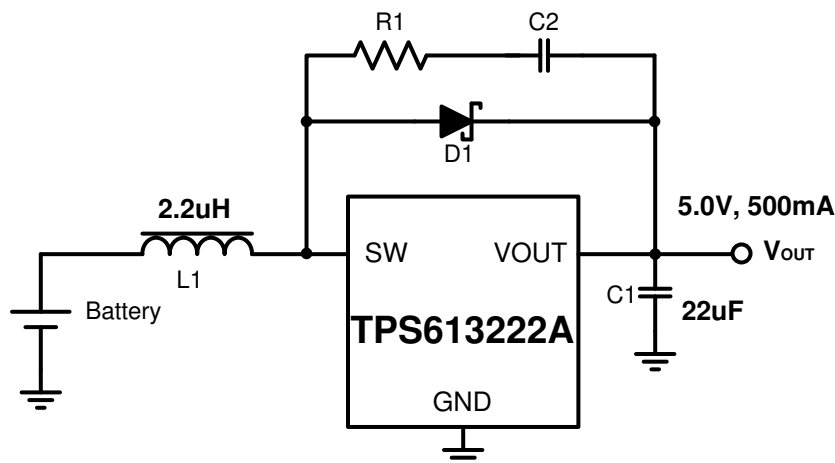 R1
C2
D1
2.2uH
L1
5.0V, 500mA
SW
VOUT
VOUT
Battery
C1
22uF
TPS613222A
GND